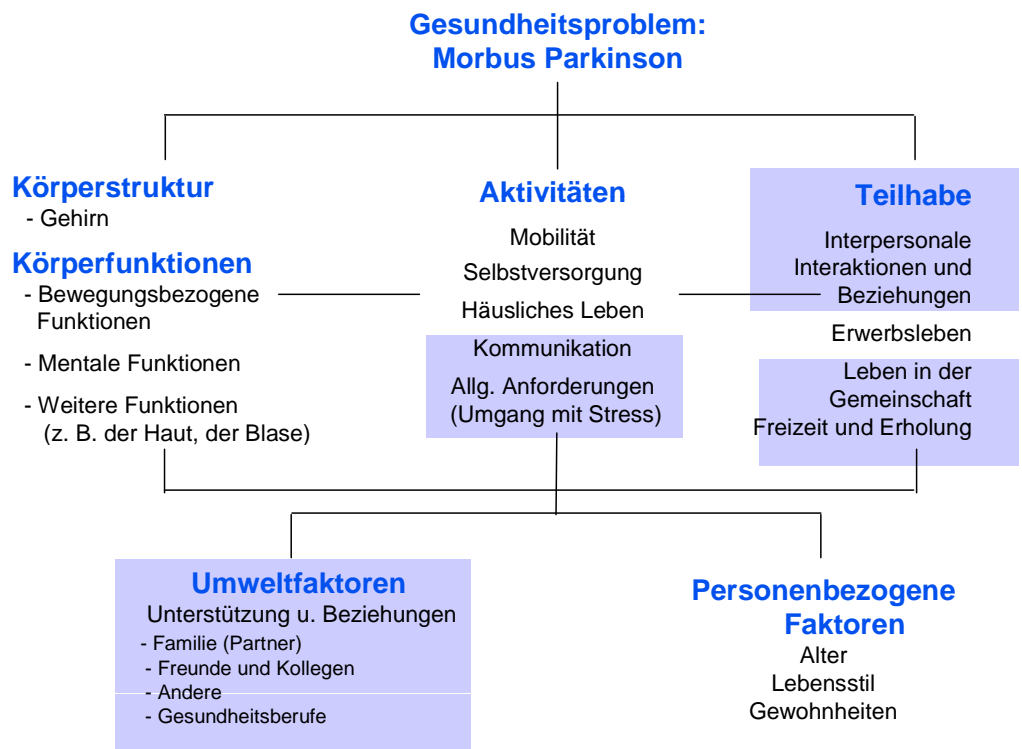 Gesundheitsproblem:
Morbus Parkinson
Körperstruktur
- Gehirn
Körperfunktionen
- Bewegungsbezogene
Funktionen
- Mentale Funktionen
- Weitere Funktionen
(z. B. der Haut, der Blase)
Aktivitäten
Mobilität
Selbstversorgung
Häusliches Leben
Kommunikation
Allg. Anforderungen
(Umgang mit Stress)
Teilhabe
Interpersonale
Interaktionen und
Beziehungen
Erwerbsleben
Leben in der
Gemeinschaft
Freizeit und Erholung
Umweltfaktoren
Unterstützung u. Beziehungen
- Familie (Partner)
- Freunde und Kollegen
- Andere
- Gesundheitsberufe
Personenbezogene
Faktoren
Alter
Lebensstil
Gewohnheiten